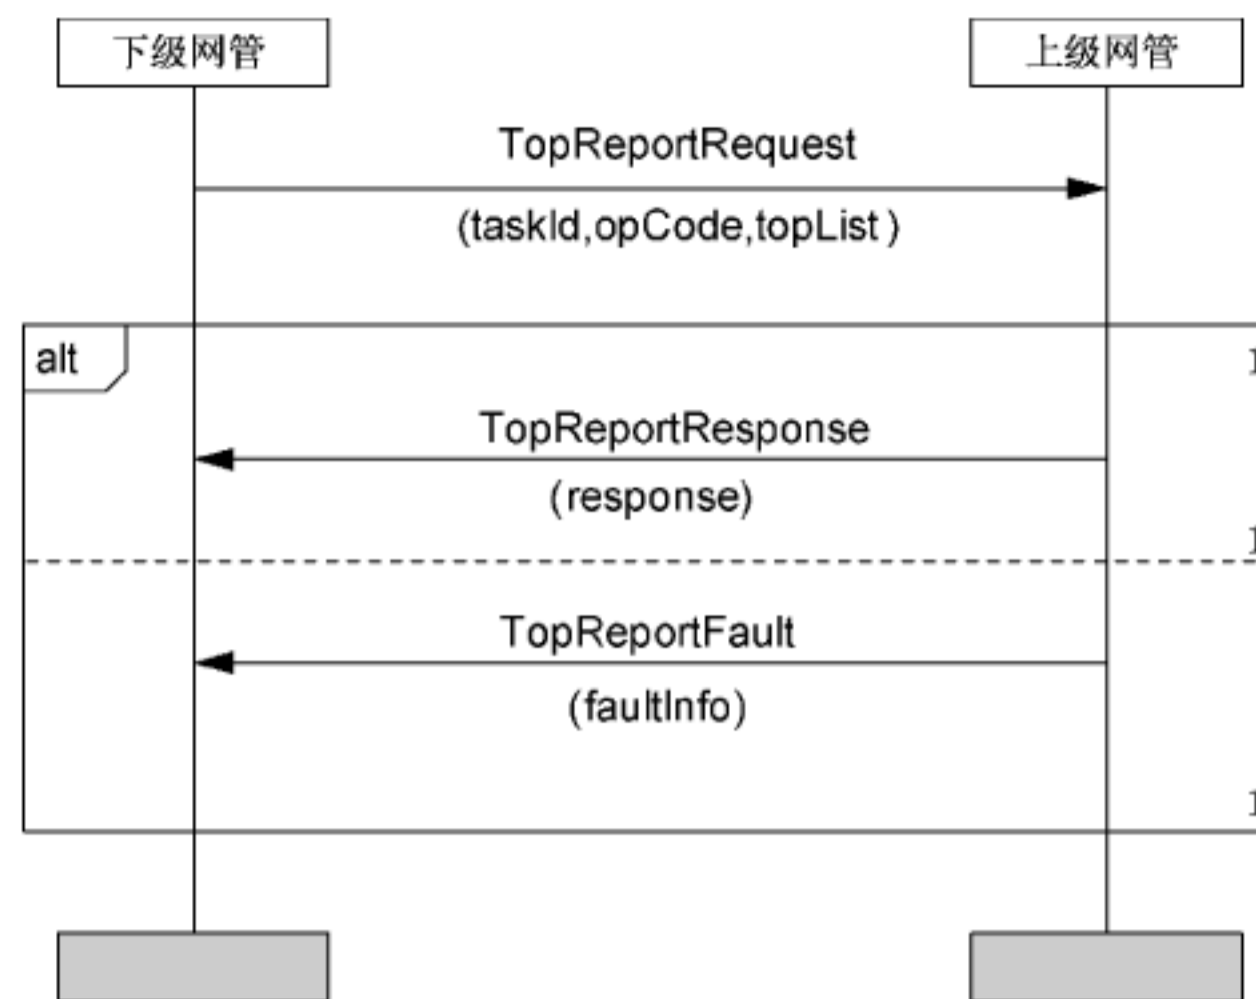 下级网管
上级网管
TopReportRequest
(taskId,opCode,topList )
alt
TopReportResponse
(response)
TopReportFault
(faultInfo)